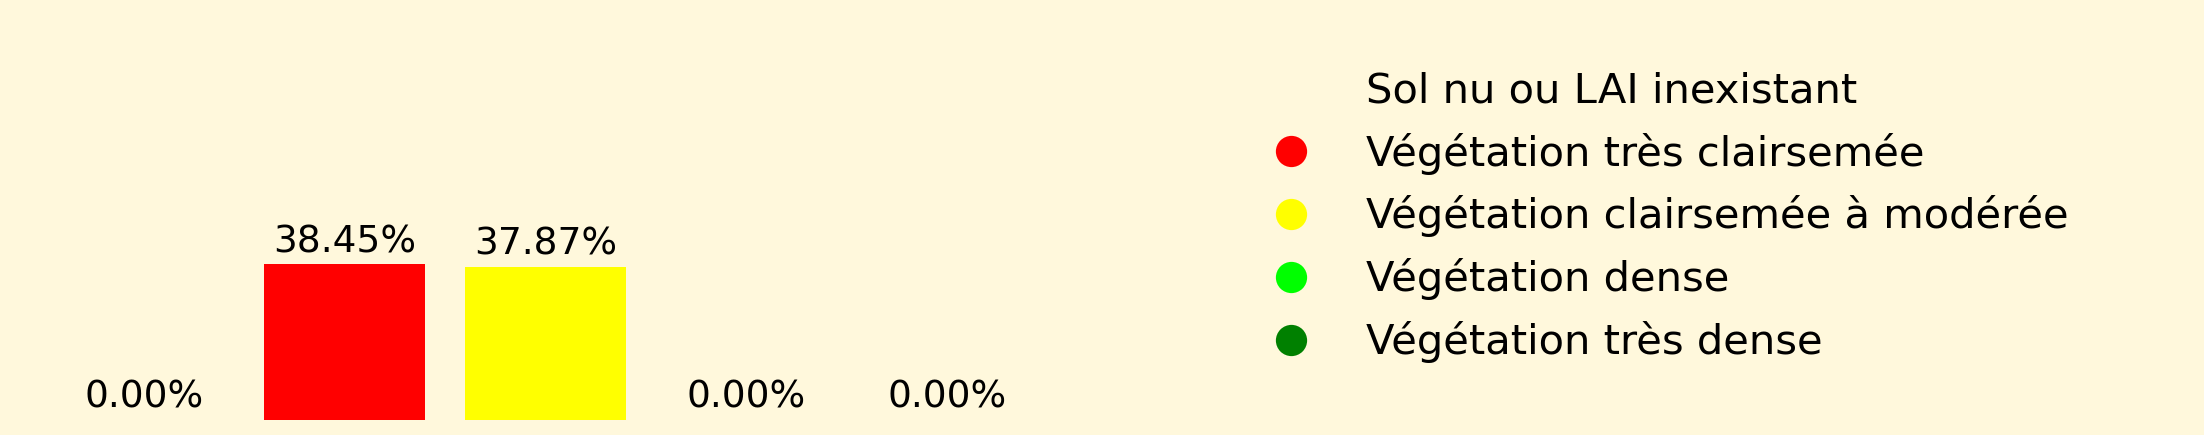 38.45%
37.87%
0.00%
0.00%
0.00%
Sol nu ou LAI inexistant
Végétation très clairsemée
Végétation clairsemée à modérée
Végétation dense
Végétation très dense